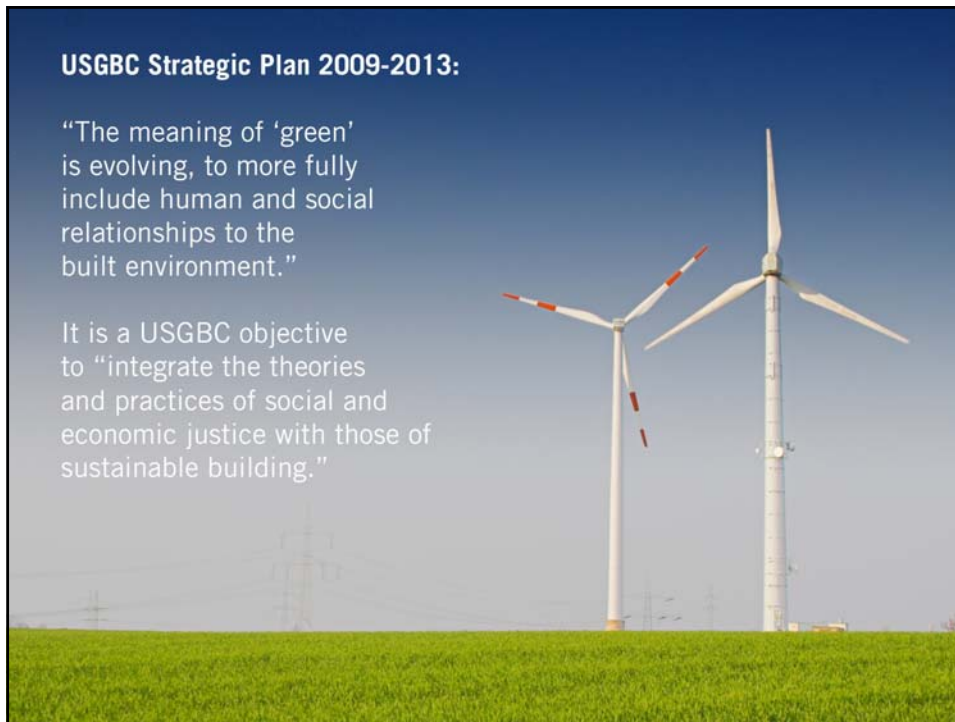 USGBC Strategic Plan 2009-2013:
“The meaning of ‘green’
is evolving, to more fully
include human and social
relationships to the
built environment.”
It is a USGBC objective
to “integrate the theories
and practices of social and
economic justice with those of
sustainable building.”